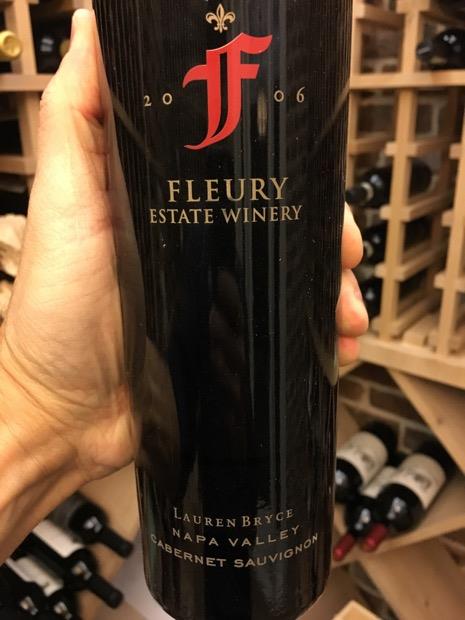 F
20 06
FLEURY
ESTATE WINERY
LAUREN BRYCE
NAPA VALLEY
CABERNET SAUVIGNON